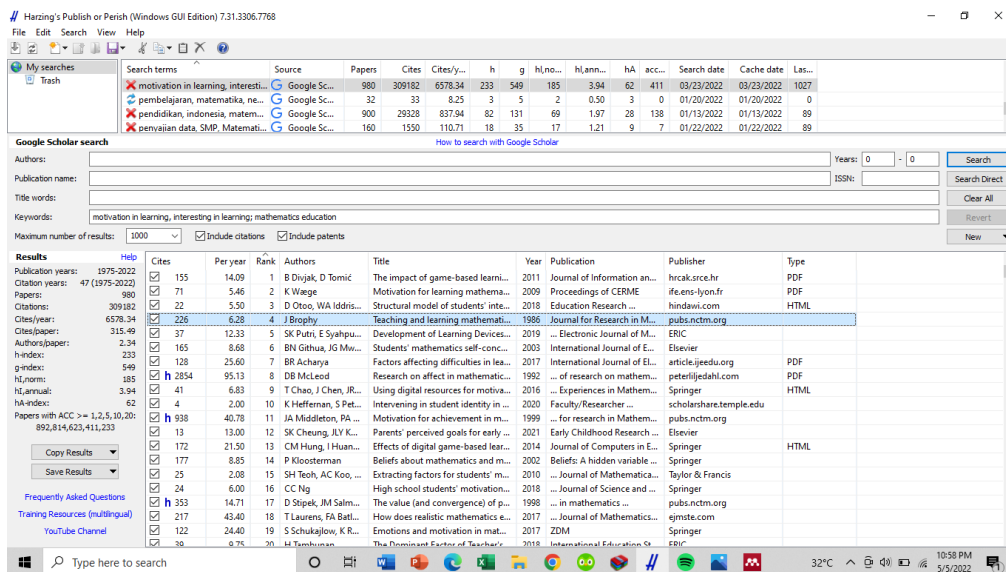 Harzing's Publish or Perish (Windows GUI Edition) 7.31.3306.7768
File Edit Search View Help
My searches
Trash
Search terms Source Papers Cites Cites/y... h g hI,no... hI,ann... hA acc... Search date Cache date Las...
motivation in learning, interesti... Google Sc... 980 309182 6578.34 233 549 185 3.94 62 411 03/23/2022 03/23/2022 1027
pembelajaran, matematika, ne... Google Sc... 32 33 8.25 3 5 2 0.50 3 0 01/20/2022 01/20/2022 0
pendidikan, indonesia, matem... Google Sc... 900 29328 837.94 82 131 69 1.97 28 138 01/13/2022 01/13/2022 89
penyajian data, SMP, Matemati... Google Sc... 160 1550 110.71 18 35 17 1.21 9 7 01/22/2022 01/22/2022 89
Google Scholar search How to search with Google Scholar
Authors: Years: 0 - 0 Search
Publication name: ISSN: Search Direct
Title words: Clear All
Keywords: motivation in learning, interesting in learning; mathematics education Revert
Maximum number of results: 1000 Include citations Include patents New
Results Help
Publication years: 1975-2022
Citation years: 47 (1975-2022)
Papers: 980
Citations: 309182
Cites/year: 6578.34
Cites/paper: 315.49
Authors/paper: 2.34
h-index: 233
g-index: 549
hI,norm: 185
hI,annual: 3.94
hA-index: 62
Papers with ACC >= 1,2,5,10,20:
892,814,623,411,233
Copy Results
Save Results
Frequently Asked Questions
Training Resources (multilingual)
YouTube Channel
Cites Per year Rank Authors Title Year Publication Publisher Type
155 14.09 1 B Divjak, D Tomić The impact of game-based learni... 2011 Journal of Information an... hrcak.srce.hr PDF
71 5.46 2 K Wæge Motivation for learning mathema... 2009 Proceedings of CERME ife.ens-lyon.fr PDF
22 5.50 3 D Otoo, WA Iddris... Structural model of students' inte... 2018 Education Research ... hindawi.com HTML
226 6.28 4 J Brophy Teaching and learning mathemati... 1986 Journal for Research in M... pubs.nctm.org
37 12.33 5 SK Putri, E Syahpu... Development of Learning Devices... 2019 ... Electronic Journal of M... ERIC
165 8.68 6 BN Githua, JG Mw... Students' mathematics self-conc... 2003 International Journal of E... Elsevier
128 25.60 7 BR Acharya Factors affecting difficulties in lea... 2017 International Journal of El... article.ijeedu.org PDF
h 2854 95.13 8 DB McLeod Research on affect in mathematic... 1992 ... of research on mathem... peterliljedahl.com PDF
41 6.83 9 T Chao, J Chen, JR... Using digital resources for motiva... 2016 ... Experiences in Mathem... Springer HTML
4 2.00 10 K Heffernan, S Pet... Intervening in student identity in ... 2020 Faculty/Researcher ... scholarshare.temple.edu
h 938 40.78 11 JA Middleton, PA ... Motivation for achievement in m... 1999 ... for research in Mathem... pubs.nctm.org
13 13.00 12 SK Cheung, JLY K... Parents' perceived goals for early ... 2021 Early Childhood Research ... Elsevier
172 21.50 13 CM Hung, I Huan... Effects of digital game-based lear... 2014 Journal of Computers in E... Springer HTML
177 8.85 14 P Kloosterman Beliefs about mathematics and m... 2002 Beliefs: A hidden variable ... Springer
25 2.08 15 SH Teoh, AC Koo, ... Extracting factors for students' m... 2010 ... Journal of Mathematica... Taylor & Francis
24 6.00 16 CC Ng High school students' motivation... 2018 ... Journal of Science and ... Springer
h 353 14.71 17 D Stipek, JM Salm... The value (and convergence) of p... 1998 ... in mathematics ... pubs.nctm.org
217 43.40 18 T Laurens, FA Batl... How does realistic mathematics e... 2017 ... Journal of Mathematics... ejmste.com
122 24.40 19 S Schukajlow, K R... Emotions and motivation in mat... 2017 ZDM Springer
39 9.75 20 H Tambunan The Dominant Factor of Teacher's... 2018 International Education St... ERIC
Type here to search 32°C 10:58 PM
5/5/2022